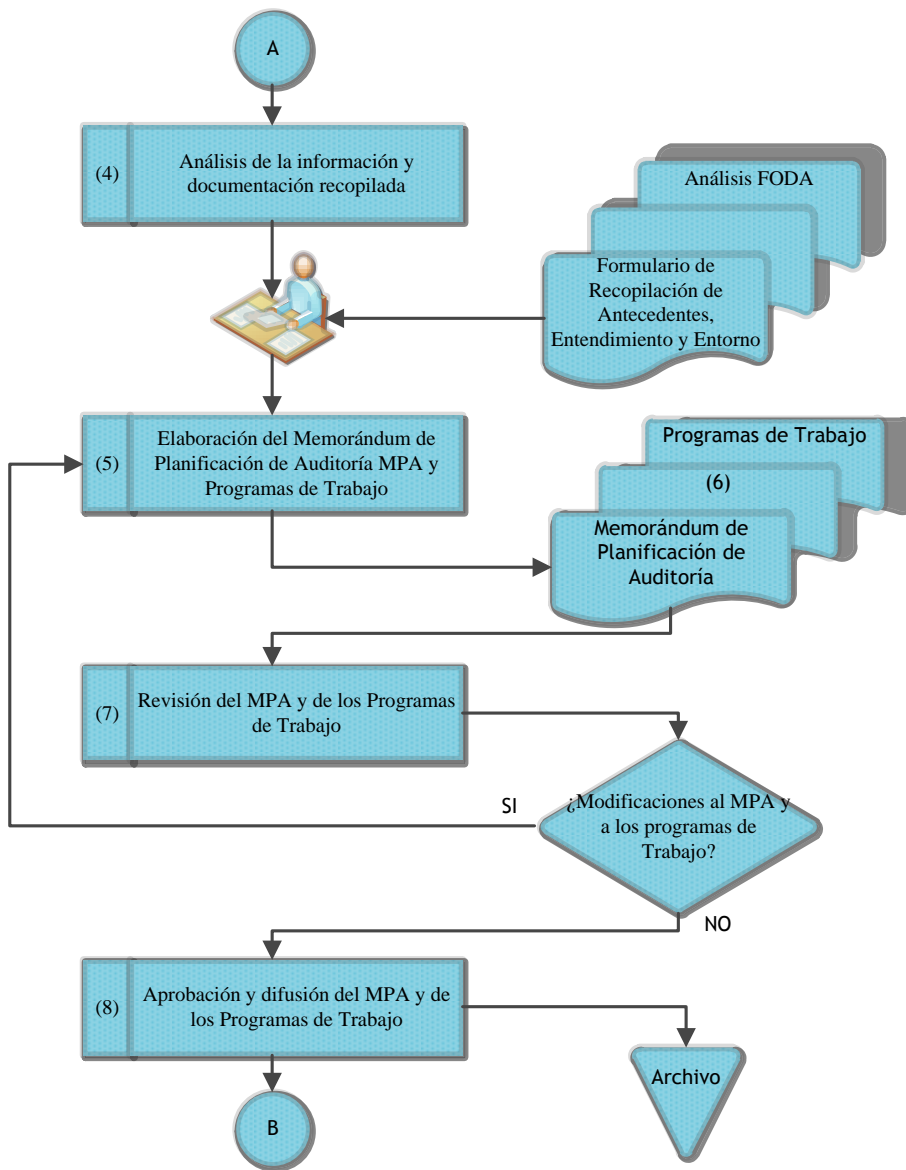 A
(4)
Análisis de la información y
documentación recopilada
Análisis FODA
Formulario de
Recopilación de
Antecedentes,
Entendimiento y Entorno
(5)
Elaboración del Memorándum de
Planificación de Auditoría MPA y
Programas de Trabajo
Programas de Trabajo
(6)
Memorándum de
Planificación de
Auditoría
(7)
Revisión del MPA y de los Programas
de Trabajo
SI
¿Modificaciones al MPA y
a los programas de
Trabajo?
NO
(8)
Aprobación y difusión del MPA y de
los Programas de Trabajo
Archivo
B